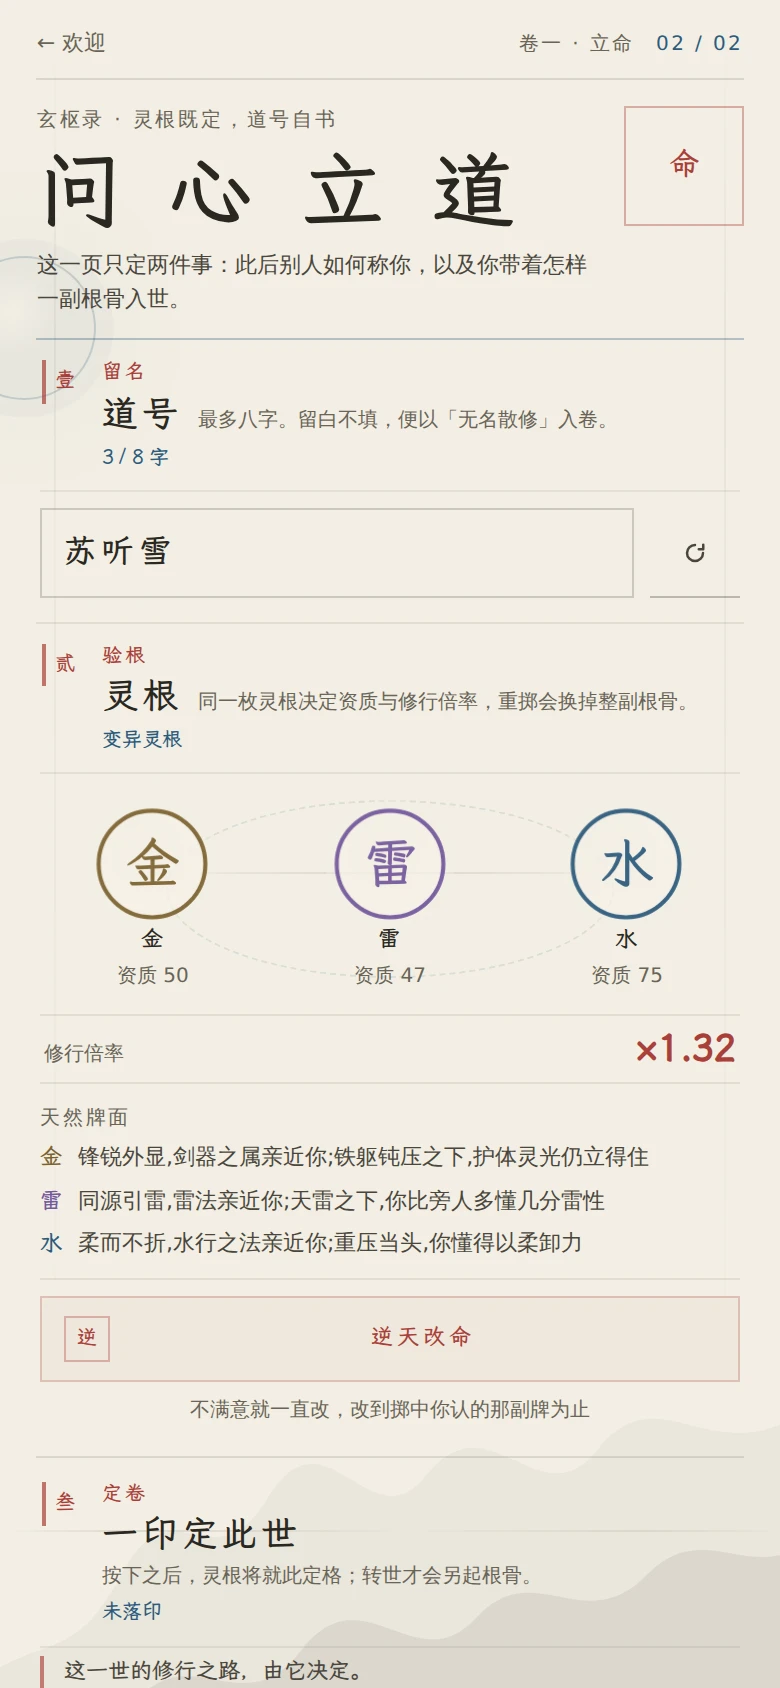 ← 欢迎
卷一 · 立命 02 / 02
玄枢录 · 灵根既定，道号自书
命
问心立道
这一页只定两件事：此后别人如何称你，以及你带着怎样
一副根骨入世。
壹 留名
道号 最多八字。留白不填，便以「无名散修」入卷。
3 / 8 字
苏听雪
贰 验根
灵根 同一枚灵根决定资质与修行倍率，重掷会换掉整副根骨。
变异灵根
金 雷 水
金 雷 水
资质 50 资质 47 资质 75
修行倍率 ×1.32
天然牌面
金 锋锐外显,剑器之属亲近你;铁躯钝压之下,护体灵光仍立得住
雷 同源引雷,雷法亲近你;天雷之下,你比旁人多懂几分雷性
水 柔而不折,水行之法亲近你;重压当头,你懂得以柔卸力
逆 逆天改命
不满意就一直改，改到掷中你认的那副牌为止
叁 定卷
一印定此世
按下之后，灵根将就此定格；转世才会另起根骨。
未落印
这一世的修行之路，由它决定。